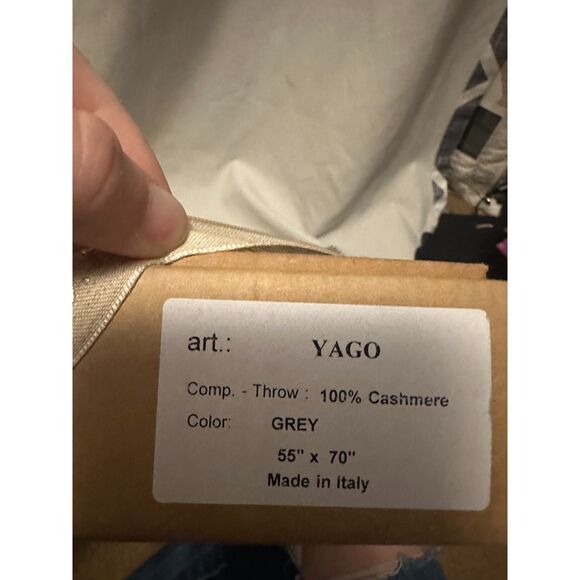 art.: YAGO
Comp. - Throw : 100% Cashmere
Color: GREY
55" x 70"
Made in italy